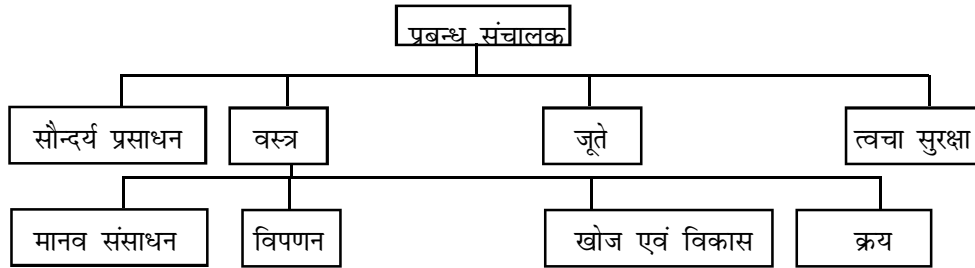 प्रबन्ध संचालक
सौन्दर्य प्रसाधन वस्त्र जूते त्वचा सुरक्षा
मानव संसाधन विपणन खोज एवं विकास क्रय